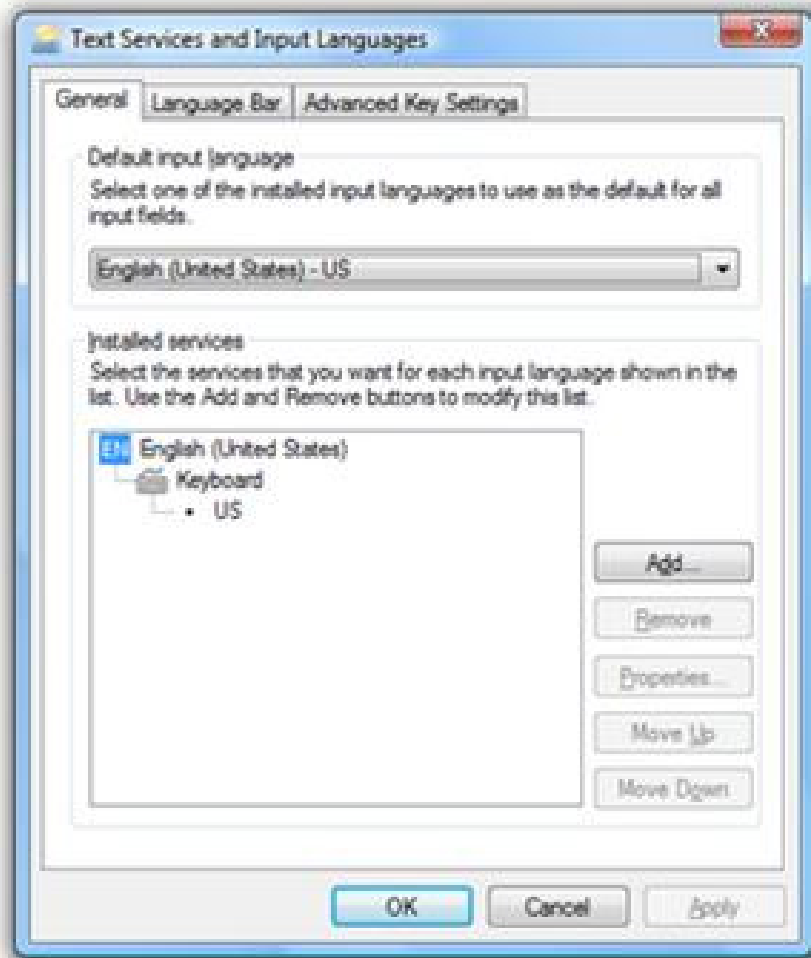 Text Services and Input Languages
General
Language Bar
Advanced Key Settings
Default input language
Select one of the installed input languages to use as the default for all
input fields.
English (United States) - US
Installed services
Select the services that you want for each input language shown in the
list. Use the Add and Remove buttons to modify this list.
EN English (United States)
Keyboard
• US
Add...
Remove
Properties...
Move Up
Move Down
OK
Cancel
Apply